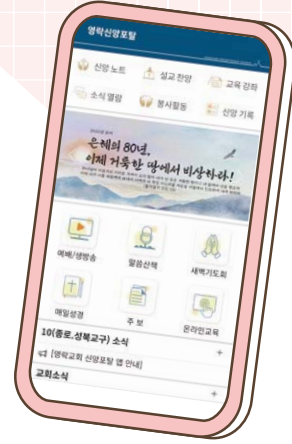 영락신앙포탈
신앙 노트 설교 찬양 교육 강좌
소식 열람 봉사활동 신앙 기록
은혜의 80년,
이제 거룩한 땅에서 비상하라!
예배/생방송 말씀산책 새벽기도회
매일성경 주 보 온라인교육
10(종로,성북교구) 소식 +
[영락교회 신앙포탈 앱 안내]
교회소식 +